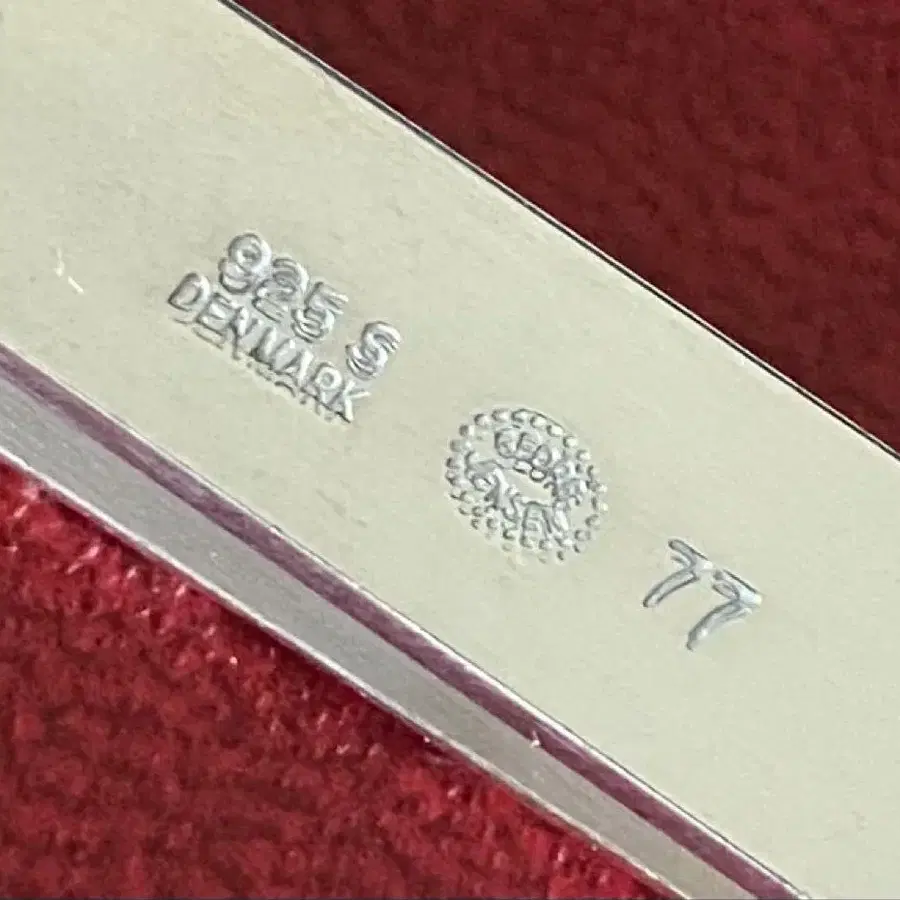 925 S
DENMARK
GEORG
JENSEN
77